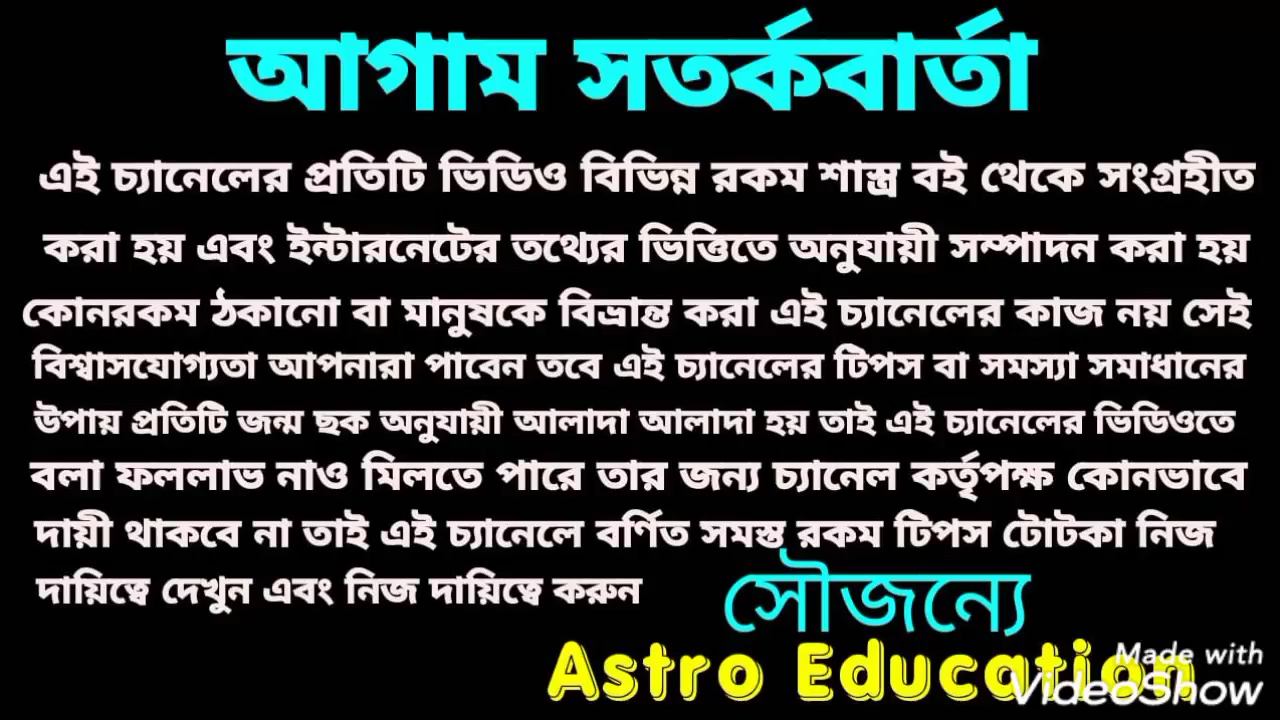 আগাম সতর্কবার্তা
এই চ্যানেলের প্রতিটি ভিডিও বিভিন্ন রকম শাস্ত্র বই থেকে সংগ্রহীত
করা হয় এবং ইন্টারনেটের তথ্যের ভিত্তিতে অনুযায়ী সম্পাদন করা হয়
কোনরকম ঠকানো বা মানুষকে বিভ্রান্ত করা এই চ্যানেলের কাজ নয় সেই
বিশ্বাসযোগ্যতা আপনারা পাবেন তবে এই চ্যানেলের টিপস বা সমস্যা সমাধানের
উপায় প্রতিটি জন্ম ছক অনুযায়ী আলাদা আলাদা হয় তাই এই চ্যানেলের ভিডিওতে
বলা ফললাভ নাও মিলতে পারে তার জন্য চ্যানেল কর্তৃপক্ষ কোনভাবে
দায়ী থাকবে না তাই এই চ্যানেলে বর্ণিত সমস্ত রকম টিপস টোটকা নিজ
দায়িত্বে দেখুন এবং নিজ দায়িত্বে করুন
সৌজন্যে
Astro Education
Made with
VideoShow